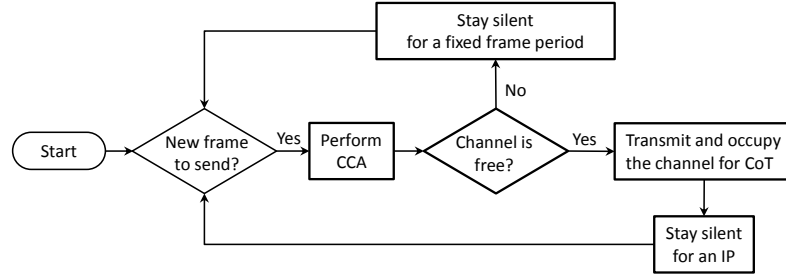 Stay silent
for a fixed frame period
No
Start
New frame
to send?
Yes
Perform
CCA
Channel is
free?
Yes
Transmit and occupy
the channel for CoT
Stay silent
for an IP